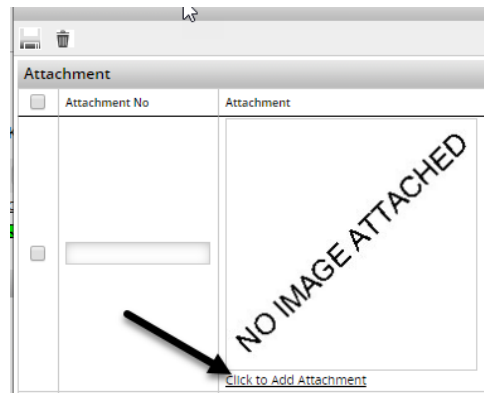 Attachment
Attachment No
Attachment
NO IMAGE ATTACHED
Click to Add Attachment